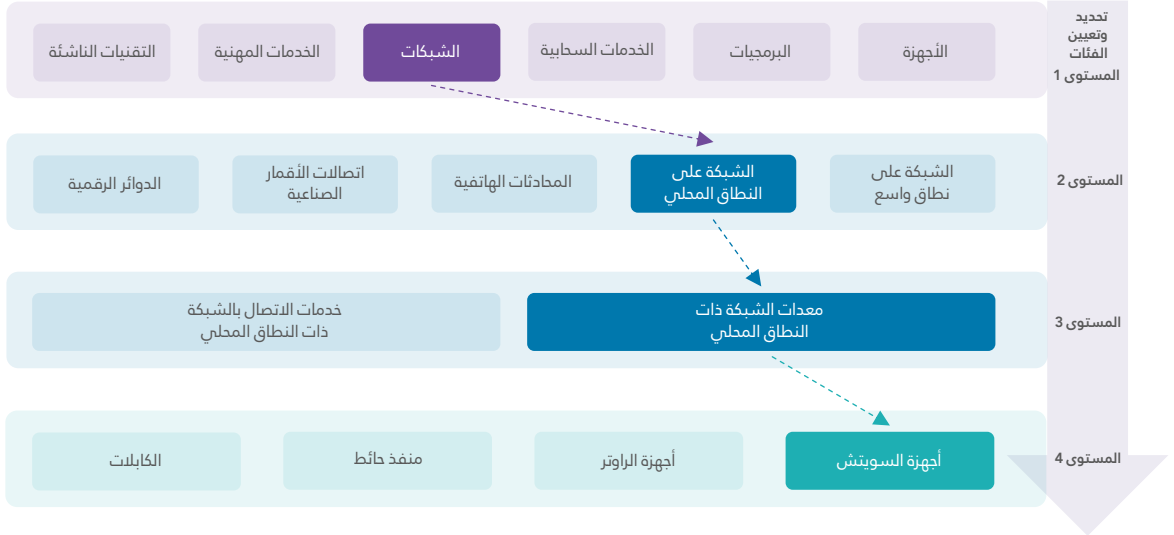 تحديد
وتعيين
الفئات
المستوى 1
الأجهزة
البرمجيات
الخدمات السحابية
الشبكات
الخدمات المهنية
التقنيات الناشئة
المستوى 2
الشبكة على
نطاق واسع
الشبكة على
النطاق المحلي
المحادثات الهاتفية
اتصالات الأقمار
الصناعية
الدوائر الرقمية
المستوى 3
معدات الشبكة ذات
النطاق المحلي
خدمات الاتصال بالشبكة
ذات النطاق المحلي
المستوى 4
أجهزة السويتش
أجهزة الراوتر
منفذ حائط
الكابلات